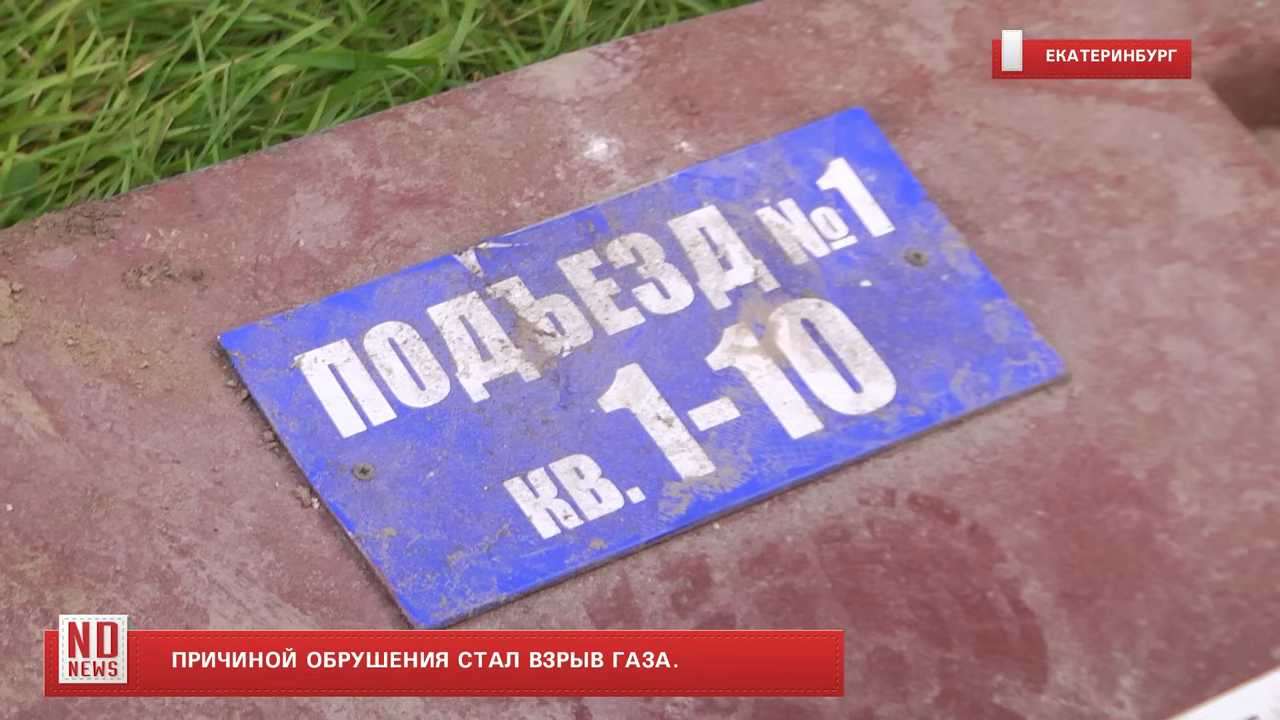 ЕКАТЕРИНБУРГ
ПОДЪЕЗД №1
КВ. 1-10
ND
NEWS
ПРИЧИНОЙ ОБРУШЕНИЯ СТАЛ ВЗРЫВ ГАЗА.